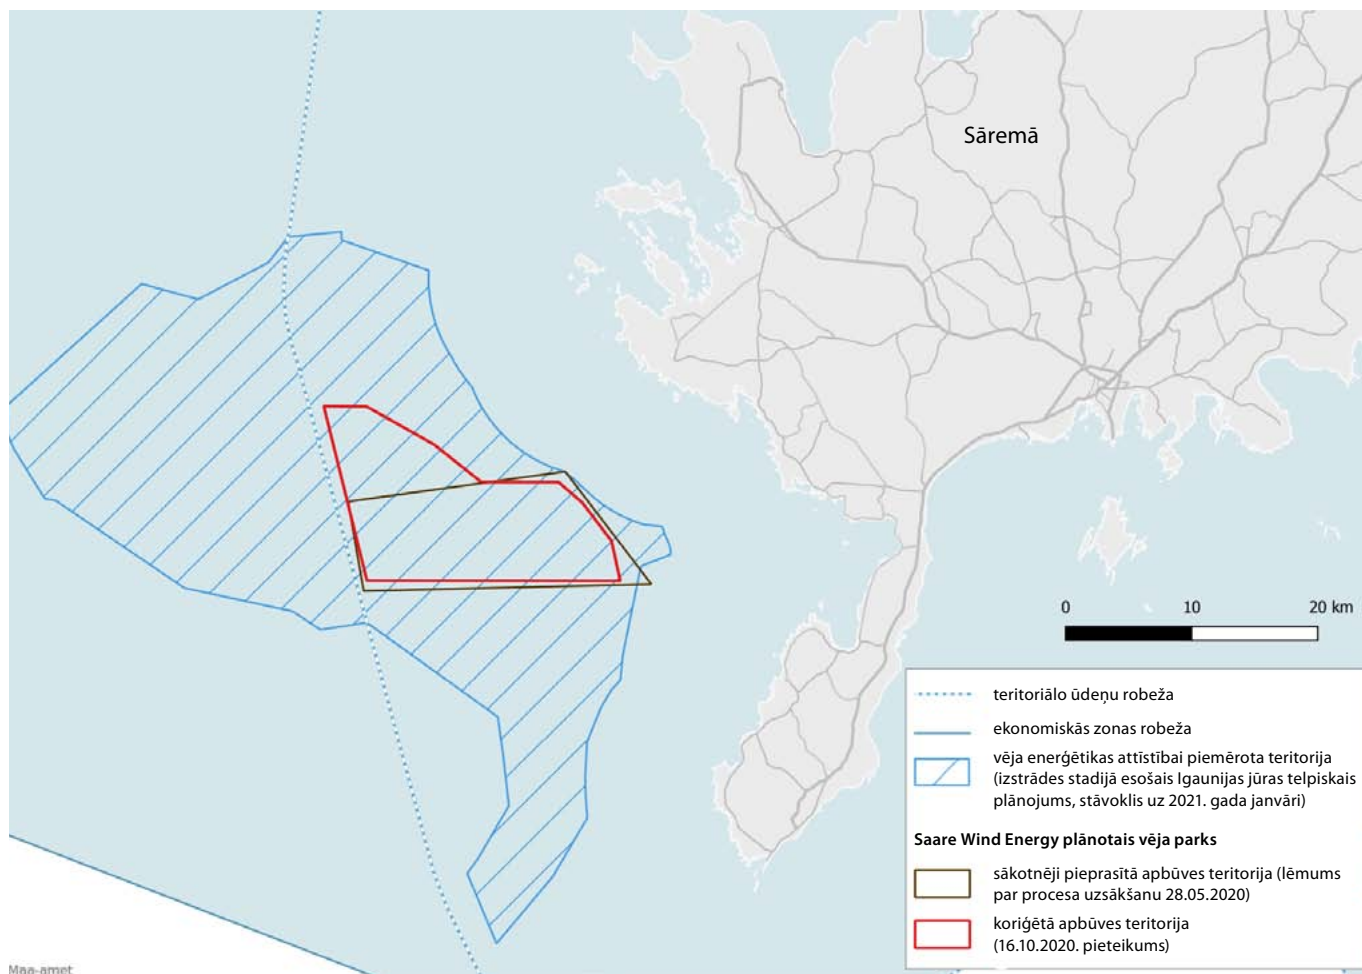 Sāremā
0 10 20 km
teritoriālo ūdeņu robeža
ekonomiskās zonas robeža
vēja enerģētikas attīstībai piemērota teritorija
(izstrādes stadijā esošais Igaunijas jūras telpiskais
plānojums, stāvoklis uz 2021. gada janvāri)
Saare Wind Energy plānotais vēja parks
sākotnēji pieprasītā apbūves teritorija (lēmums
par procesa uzsākšanu 28.05.2020)
koriģētā apbūves teritorija
(16.10.2020. pieteikums)
Maa-amet